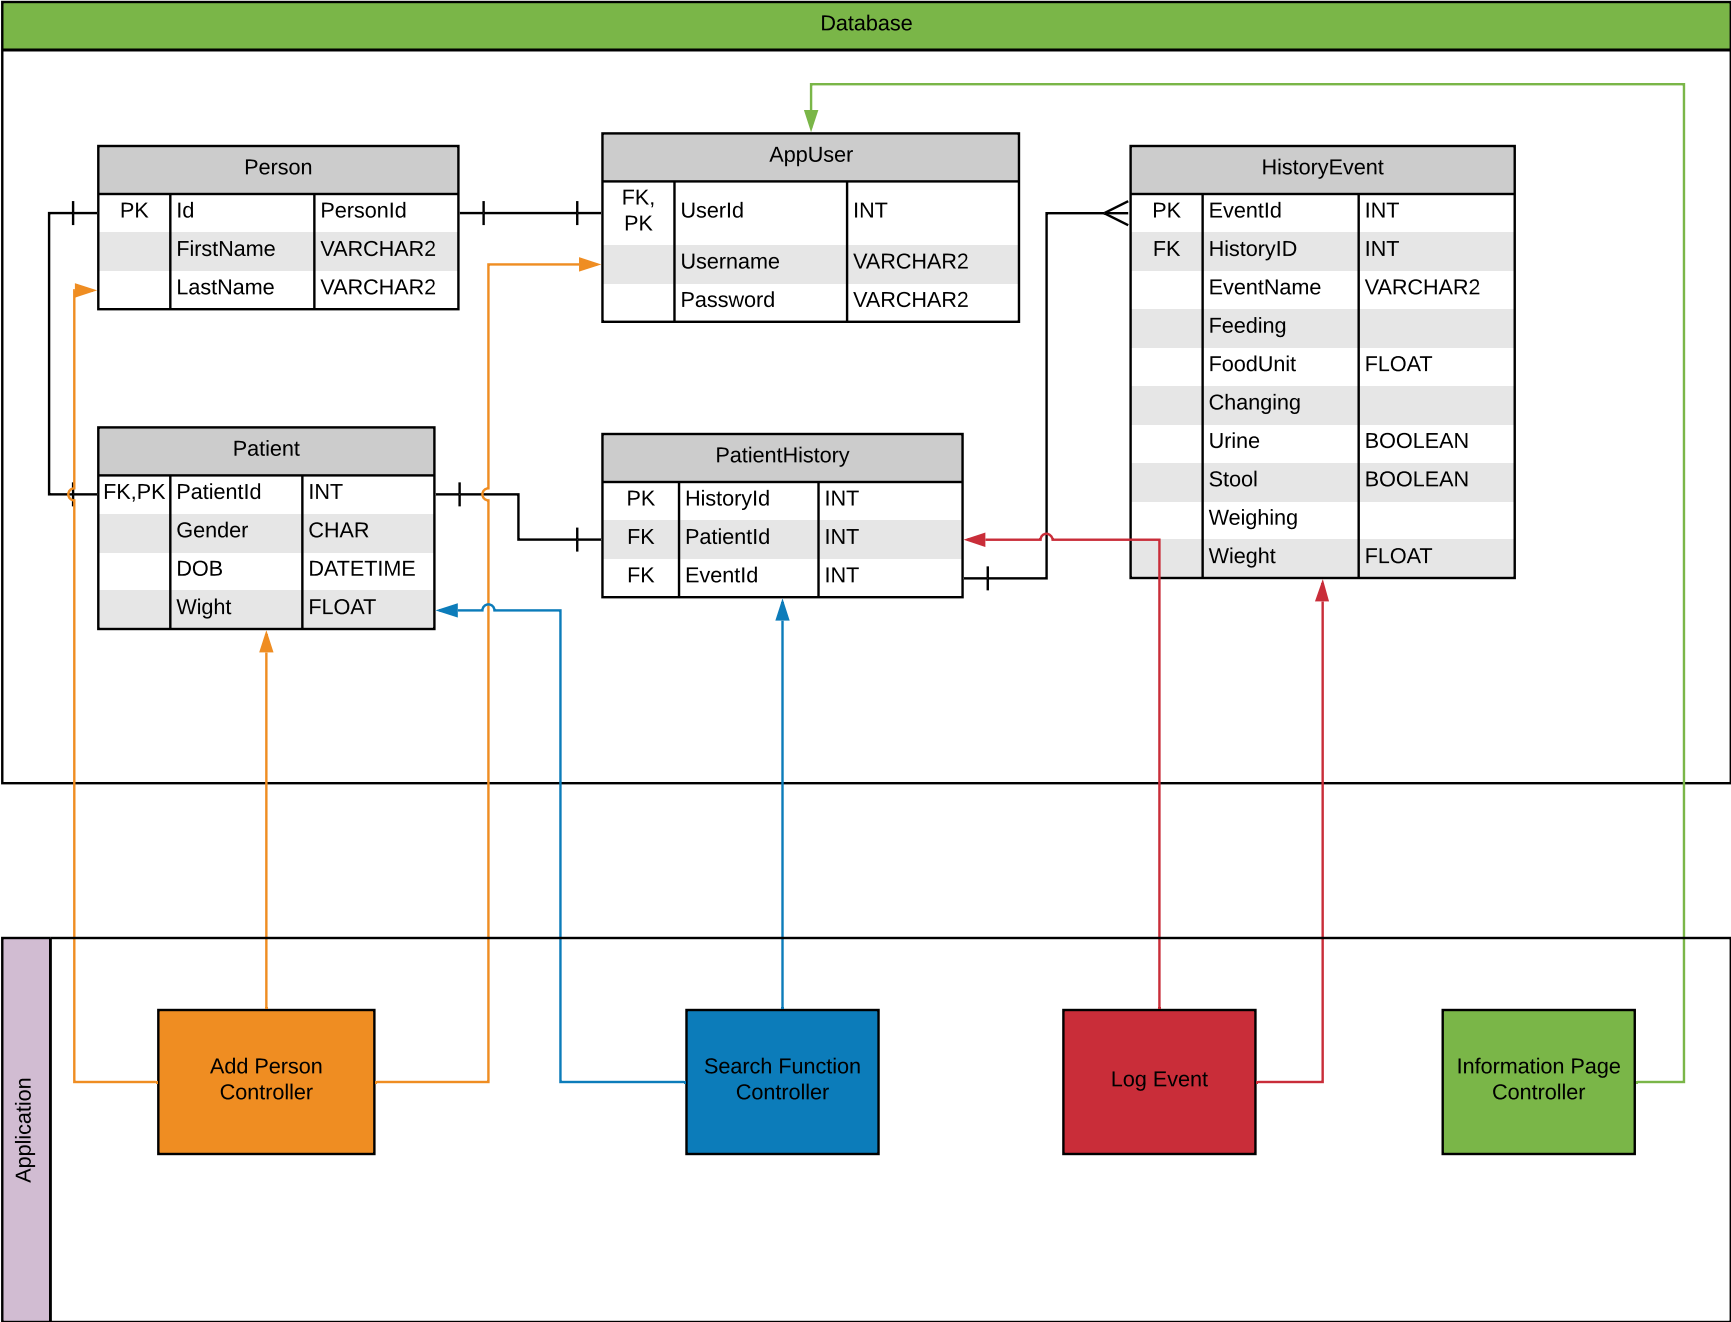 Database
Person
PK Id PersonId
FirstName VARCHAR2
LastName VARCHAR2
AppUser
FK,
PK UserId INT
Username VARCHAR2
Password VARCHAR2
HistoryEvent
PK EventId INT
FK HistoryID INT
EventName VARCHAR2
Feeding
FoodUnit FLOAT
Changing
Urine BOOLEAN
Stool BOOLEAN
Weighing
Wieght FLOAT
Patient
FK,PK PatientId INT
Gender CHAR
DOB DATETIME
Wight FLOAT
PatientHistory
PK HistoryId INT
FK PatientId INT
FK EventId INT
Application
Add Person
Controller
Search Function
Controller
Log Event
Information Page
Controller